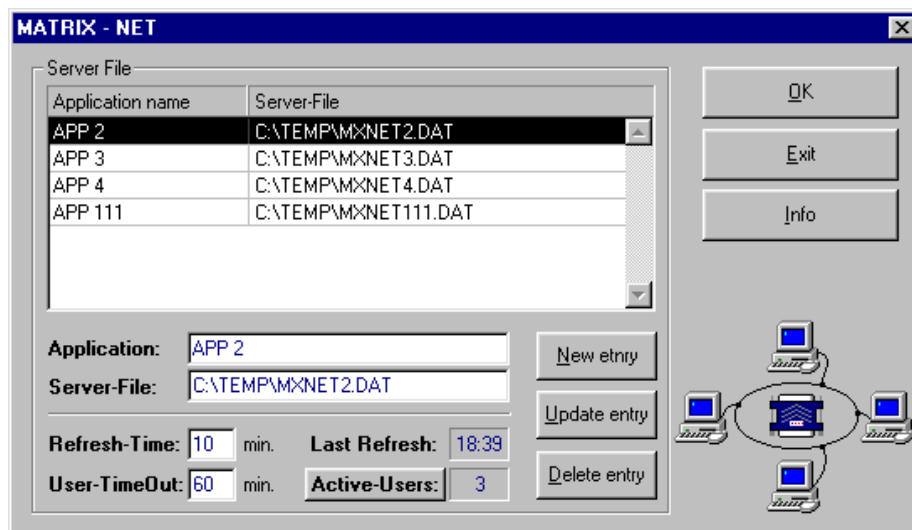 MATRIX - NET
Server File
Application name Server-File
APP 2 C:\TEMP\MXNET2.DAT
APP 3 C:\TEMP\MXNET3.DAT
APP 4 C:\TEMP\MXNET4.DAT
APP 111 C:\TEMP\MXNET111.DAT
OK
Exit
Info
Application: APP 2
Server-File: C:\TEMP\MXNET2.DAT
New etnry
Update entry
Delete entry
Refresh-Time: 10 min. Last Refresh: 18:39
User-TimeOut: 60 min. Active-Users: 3